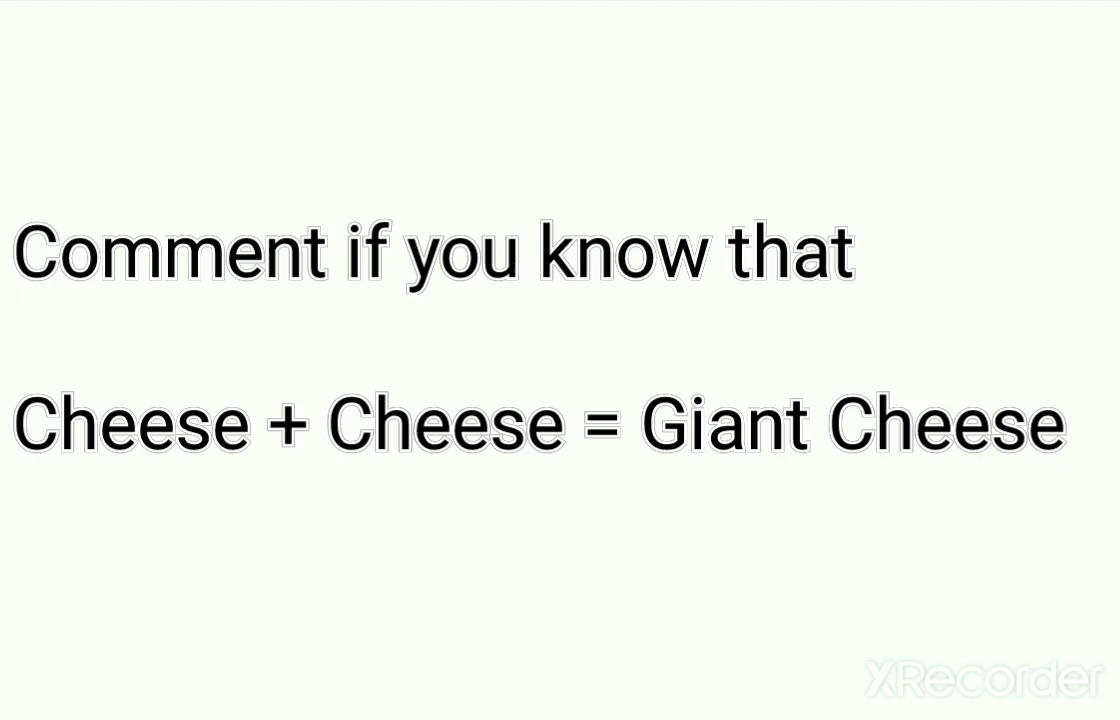 Comment if you know that
Cheese + Cheese = Giant Cheese
XRecorder